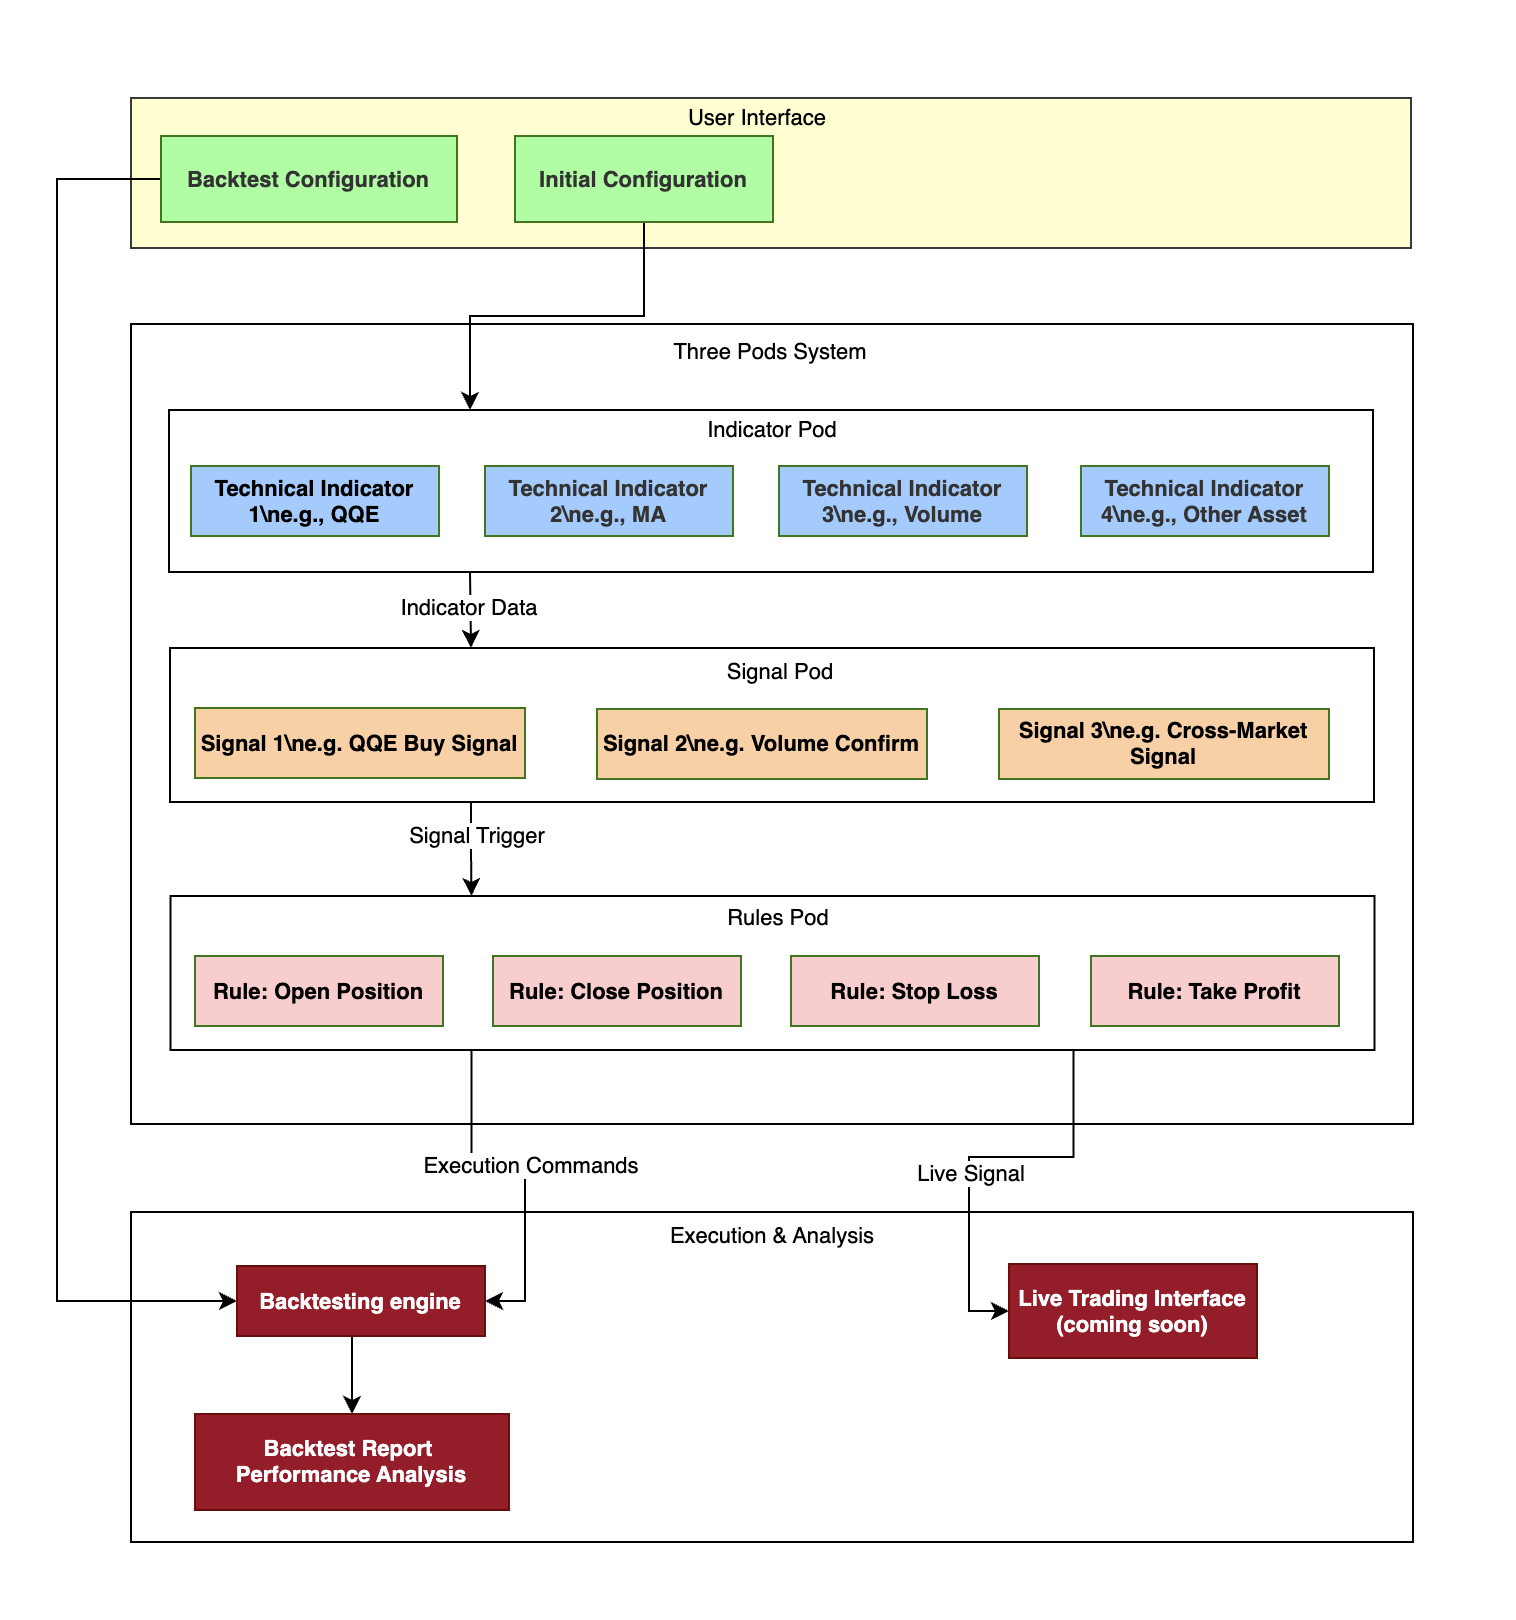 User Interface
Backtest Configuration
Initial Configuration
Three Pods System
Indicator Pod
Technical Indicator
1\ne.g., QQE
Technical Indicator
2\ne.g., MA
Technical Indicator
3\ne.g., Volume
Technical Indicator
4\ne.g., Other Asset
Indicator Data
Signal Pod
Signal 1\ne.g. QQE Buy Signal
Signal 2\ne.g. Volume Confirm
Signal 3\ne.g. Cross-Market
Signal
Signal Trigger
Rules Pod
Rule: Open Position
Rule: Close Position
Rule: Stop Loss
Rule: Take Profit
Execution Commands
Live Signal
Execution & Analysis
Backtesting engine
Live Trading Interface
(coming soon)
Backtest Report
Performance Analysis